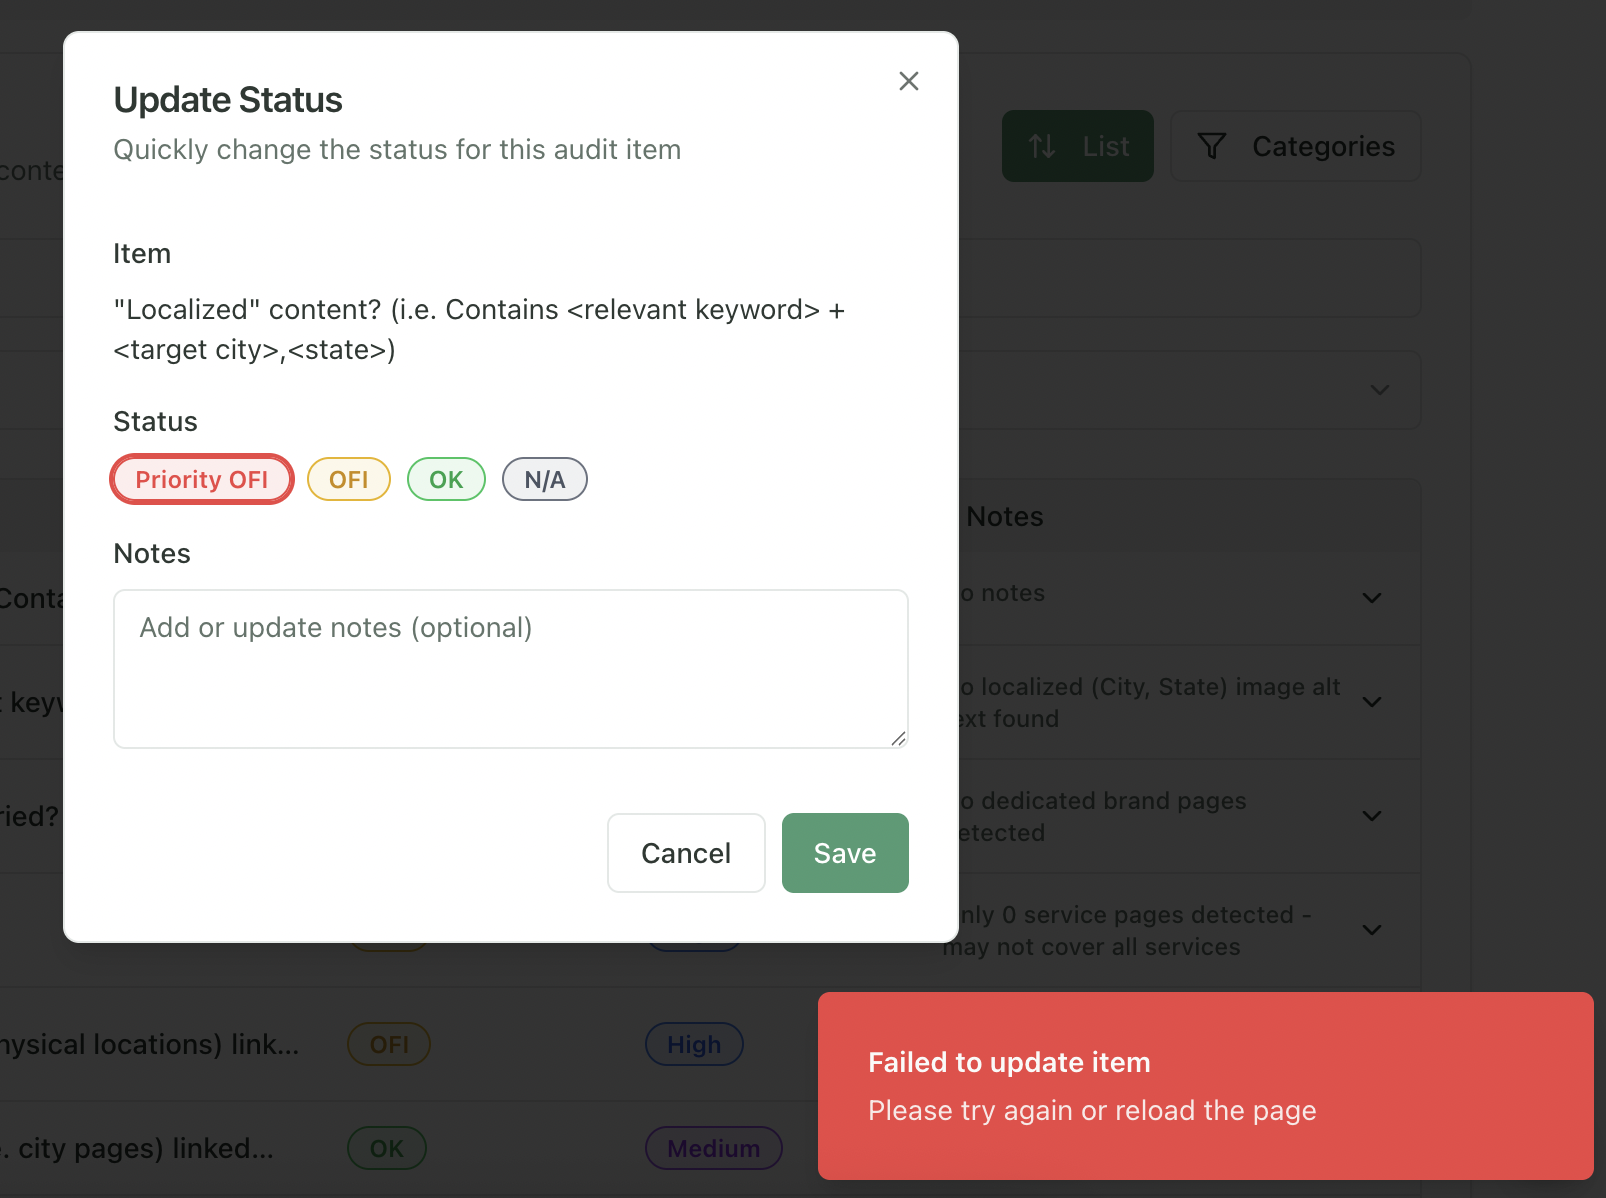 Update Status
Quickly change the status for this audit item
List
Categories
Item
"Localized" content? (i.e. Contains <relevant keyword> +
<target city>,<state>)
Status
Priority OFI
OFI
OK
N/A
Notes
Add or update notes (optional)
Cancel
Save
Notes
o notes
o localized (City, State) image alt
ext found
o dedicated brand pages
etected
nly 0 service pages detected -
may not cover all services
conte
Conta
t keyw
ried?
hysical locations) link...
OFI
High
. city pages) linked...
OK
Medium
Failed to update item
Please try again or reload the page